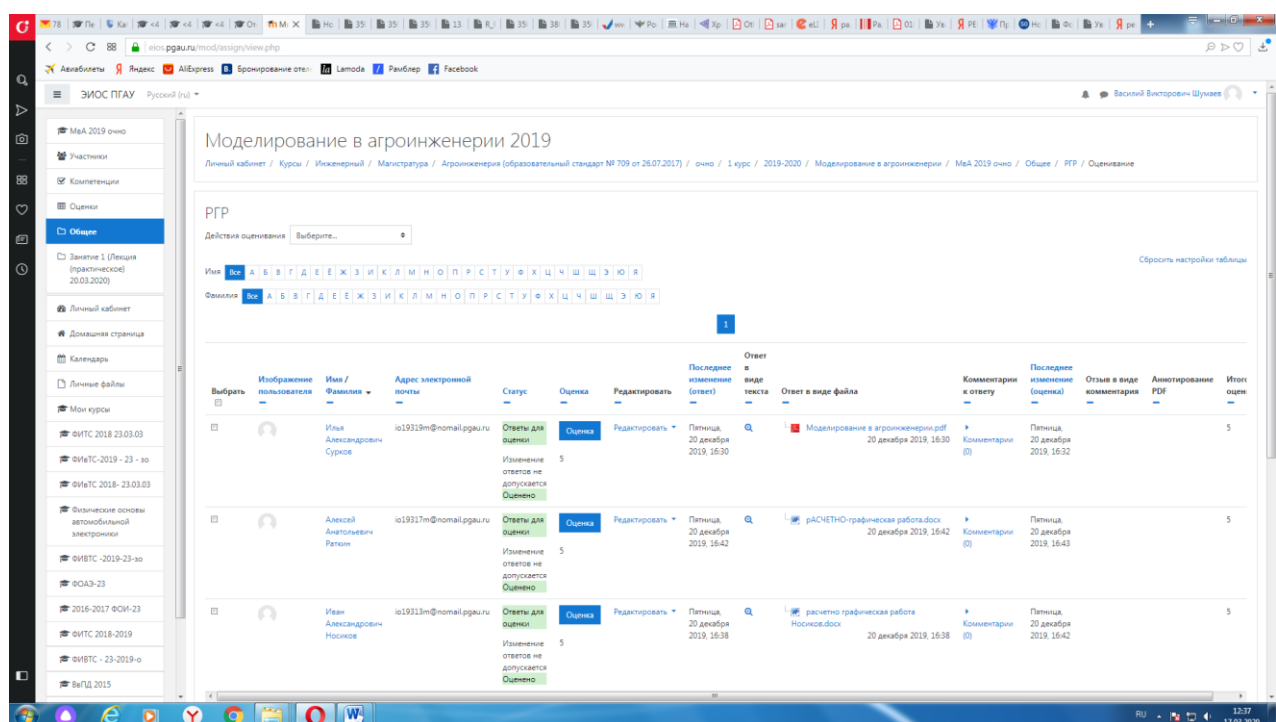 eios.pgau.ru/mod/assign/view.php
Авиабилеты Яндекс AliExpress Бронирование отел Lamoda Рамблер Facebook
ЭИОС ПГАУ Русский (ru)
Василий Викторович Шумаев
МвА 2019 очно
Участники
Компетенции
Оценки
Общее
Занятие 1 (Лекция
(практическое)
20.03.2020)
Личный кабинет
Домашняя страница
Календарь
Личные файлы
Мои курсы
ФИТС 2018 23.03.03
ФИвТС-2019 - 23 - зо
ФИвТС 2018- 23.03.03
Физические основы
автомобильной
электроники
ФИВТС -2019-23-зо
ФОАЭ-23
2016-2017 ФОИ-23
ФИТС 2018-2019
ФИВТС - 23-2019-о
ВвПД 2015
Моделирование в агроинженерии 2019
Личный кабинет / Курсы / Инженерный / Магистратура / Агроинженерия (образовательный стандарт № 709 от 26.07.2017) / очно / 1 курс / 2019-2020 / Моделирование в агроинженерии / МвА 2019 очно / Общее / РГР / Оценивание
РГР
Действия оценивания Выберите...
Сбросить настройки таблицы
Имя Все А Б В Г Д Е Ё Ж З И К Л М Н О П Р С Т У Ф Х Ц Ч Ш Щ Э Ю Я
Фамилия Все А Б В Г Д Е Ё Ж З И К Л М Н О П Р С Т У Ф Х Ц Ч Ш Щ Э Ю Я
1
Выбрать
Изображение
пользователя
Имя /
Фамилия
Адрес электронной
почты
Статус
Оценка
Редактировать
Последнее
изменение
(ответ)
Ответ
в
виде
текста
Ответ в виде файла
Комментарии
к ответу
Последнее
изменение
(оценка)
Отзыв в виде
комментария
Аннотирование
PDF
Итого
оцен
Илья
Александрович
Сурков
io19319m@nomail.pgau.ru
Ответы для
оценки
Изменение
ответов не
допускается
Оценено
Оценка
5
Редактировать
Пятница,
20 декабря
2019, 16:30
Моделирование в агроинженерии.pdf
20 декабря 2019, 16:30
Комментарии
(0)
Пятница,
20 декабря
2019, 16:32
5
Алексей
Анатольевич
Раткин
io19317m@nomail.pgau.ru
Ответы для
оценки
Изменение
ответов не
допускается
Оценено
Оценка
5
Редактировать
Пятница,
20 декабря
2019, 16:42
рАСЧЕТНО-графическая работа.docx
20 декабря 2019, 16:42
Комментарии
(0)
Пятница,
20 декабря
2019, 16:43
5
Иван
Александрович
Носиков
io19313m@nomail.pgau.ru
Ответы для
оценки
Изменение
ответов не
допускается
Оценено
Оценка
5
Редактировать
Пятница,
20 декабря
2019, 16:38
расчетно графическая работа
Носиков.docx
20 декабря 2019, 16:38
Комментарии
(0)
Пятница,
20 декабря
2019, 16:42
5
RU
12:37